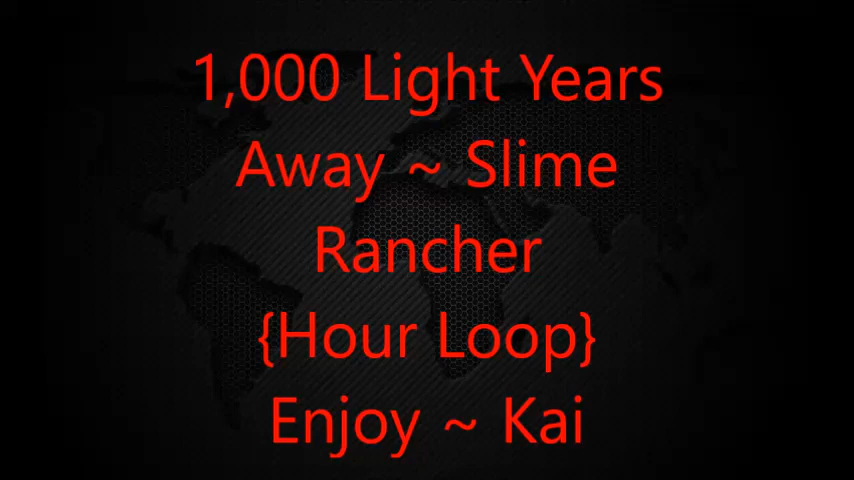 1,000 Light Years
Away ~ Slime
Rancher
{Hour Loop}
Enjoy ~ Kai